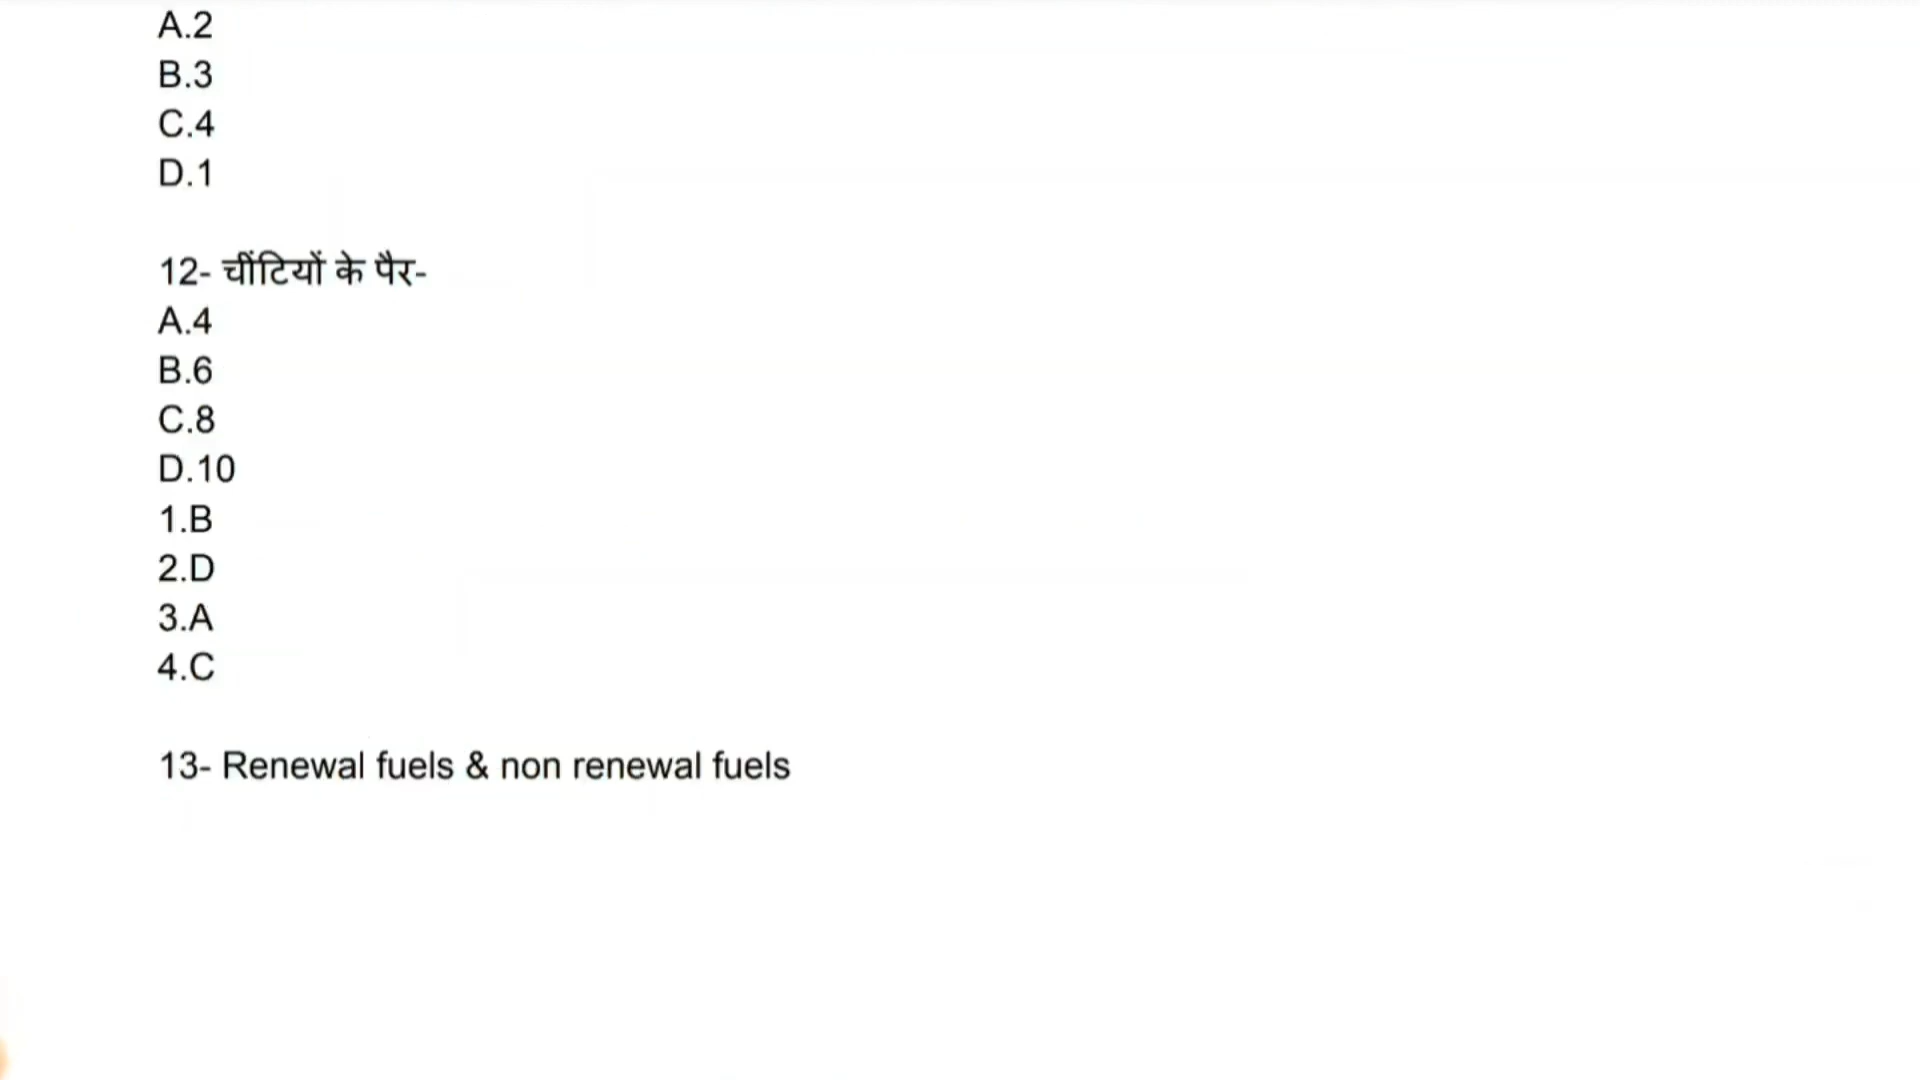 A.2
B.3
C.4
D.1
12- चींटियों के पैर-
A.4
B.6
C.8
D.10
1.B
2.D
3.A
4.C
13- Renewal fuels & non renewal fuels